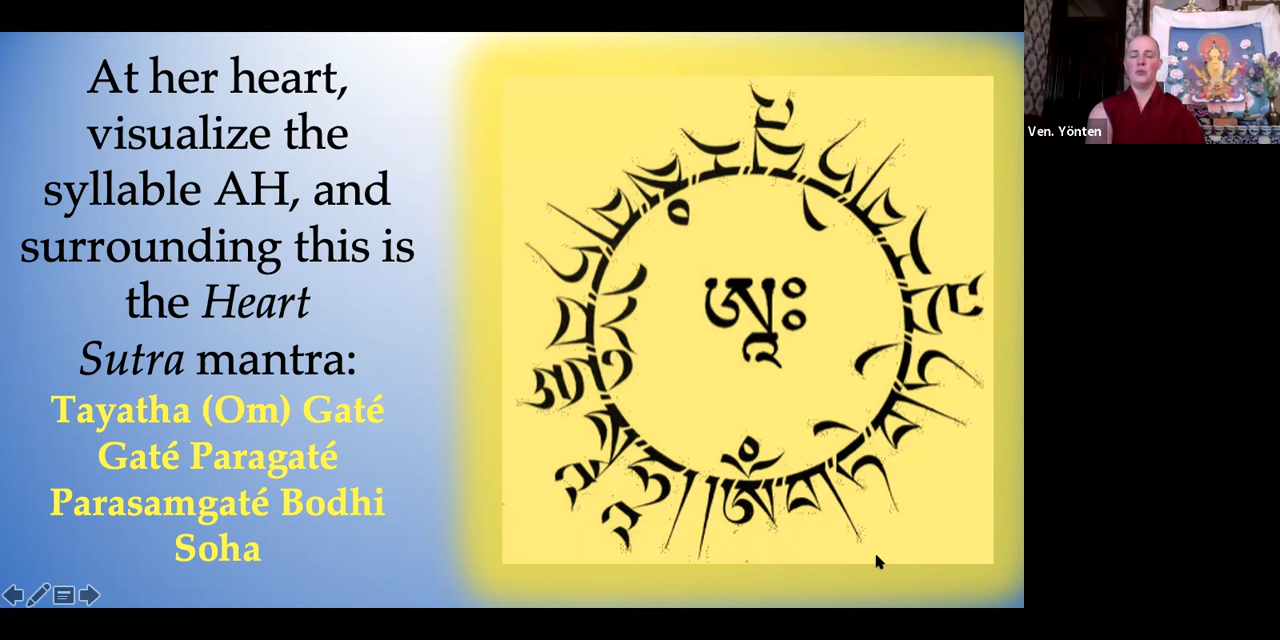 At her heart,
visualize the
syllable AH, and
surrounding this is
the Heart
Sutra mantra:
Tayatha (Om) Gaté
Gaté Paragaté
Parasamgaté Bodhi
Soha
ཨཱཿ
Ven. Yönten